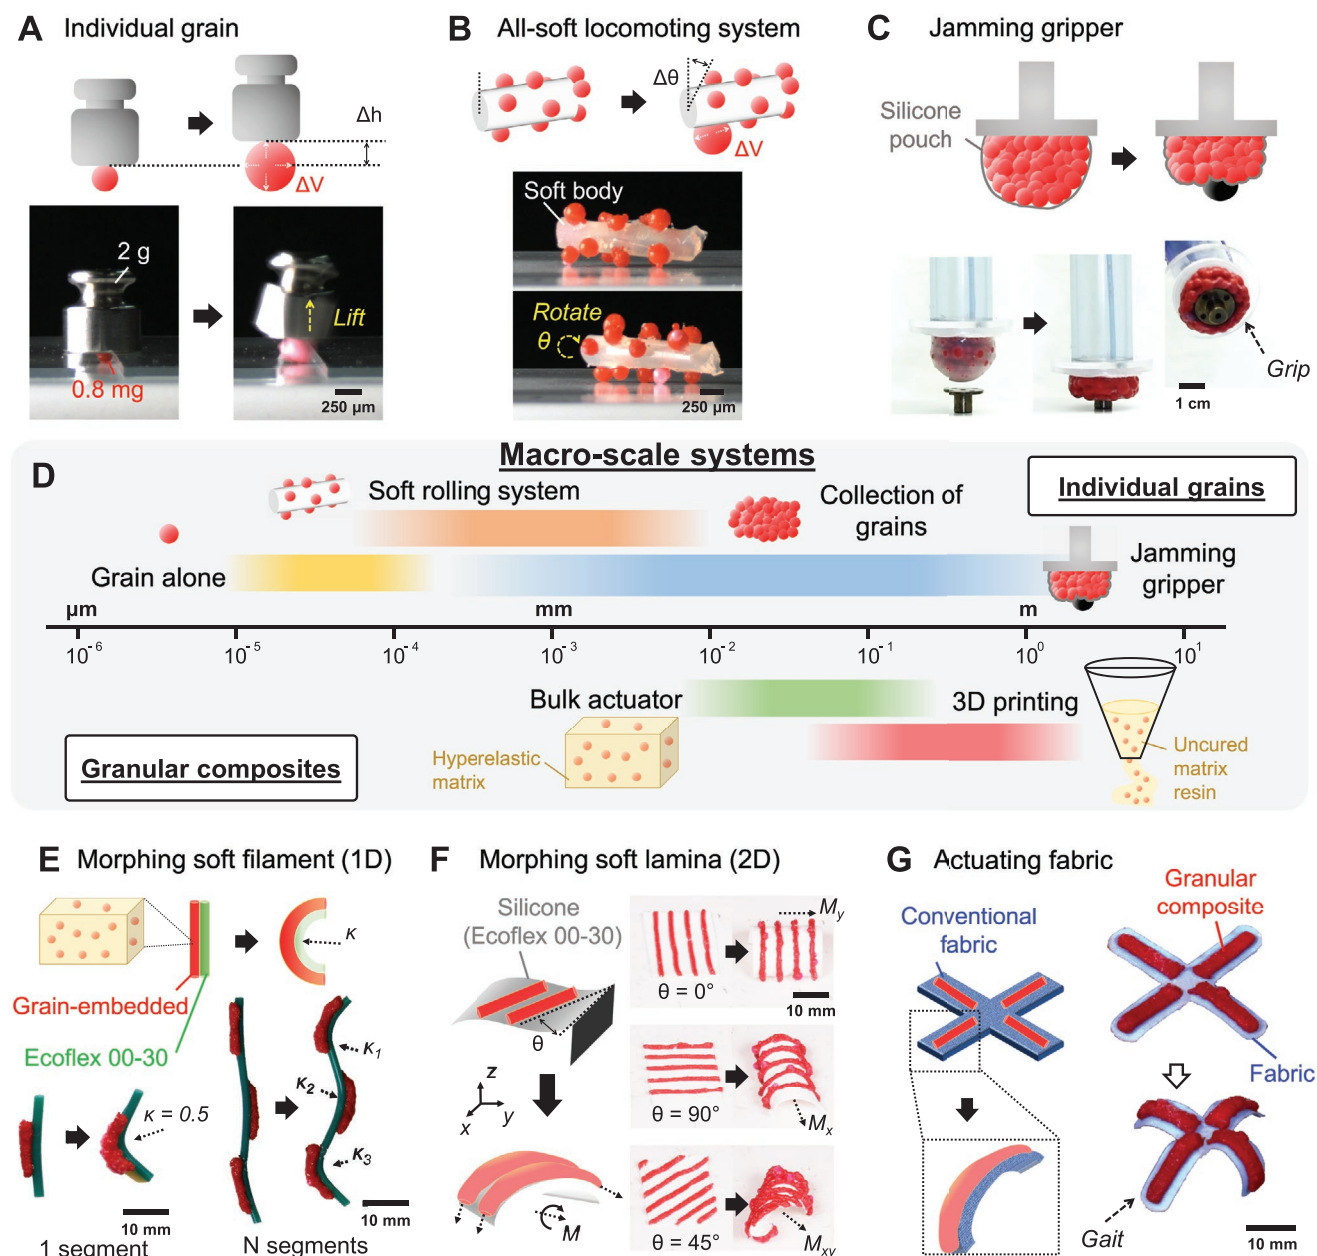 A Individual grain
Δh
ΔV
2 g
Lift
0.8 mg
250 µm
B All-soft locomoting system
Δθ
ΔV
Soft body
Rotate
θ
250 µm
C Jamming gripper
Silicone
pouch
Grip
1 cm
D
Macro-scale systems
Individual grains
Soft rolling system
Collection of
grains
Grain alone
Jamming
gripper
µm
mm
m
10⁻⁶
10⁻⁵
10⁻⁴
10⁻³
10⁻²
10⁻¹
10⁰
10¹
Bulk actuator
3D printing
Granular composites
Hyperelastic
matrix
Uncured
matrix
resin
E Morphing soft filament (1D)
κ
Grain-embedded
Ecoflex 00-30
κ = 0.5
κ₁
κ₂
κ₃
10 mm
10 mm
1 segment
N segments
F Morphing soft lamina (2D)
Silicone
(Ecoflex 00-30)
θ
z
y
x
M
M_y
θ = 0°
10 mm
θ = 90°
M_x
θ = 45°
M_xy
G Actuating fabric
Conventional
fabric
Granular
composite
Fabric
Gait
10 mm